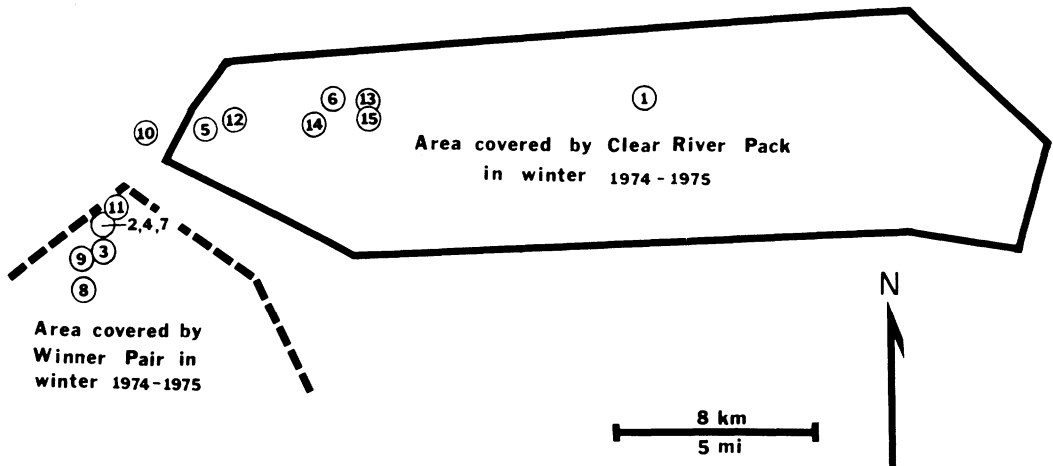 6
13
1
10
5
12
14
15
Area covered by Clear River Pack
in winter 1974-1975
11
2,4,7
9
3
8
N
Area covered by
Winner Pair in
winter 1974-1975
8 km
5 mi